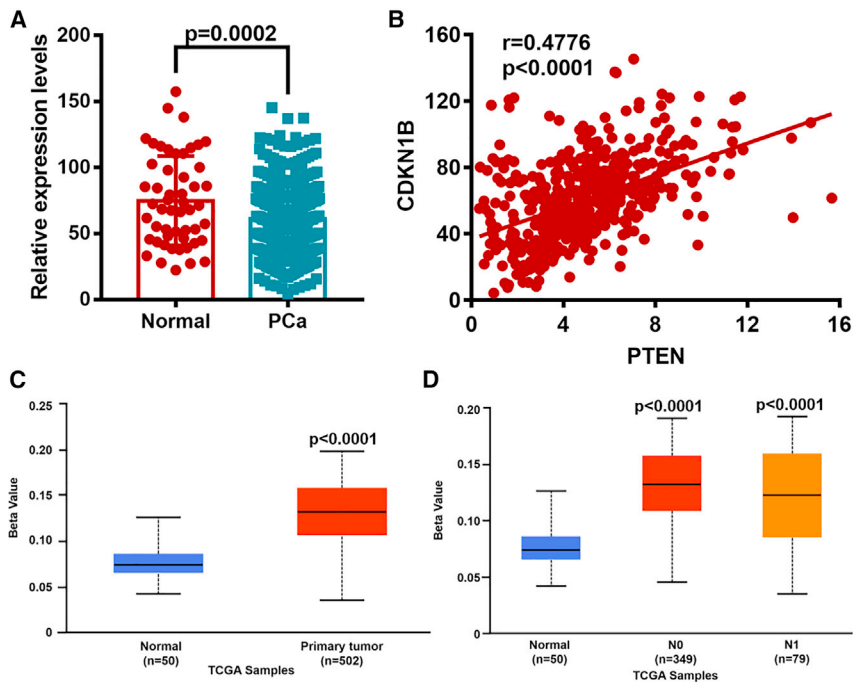 A
Relative expression levels
200
150
100
50
0
p=0.0002
Normal
PCa
B
CDKN1B
160
120
80
40
0
r=0.4776
p<0.0001
0
4
8
12
16
PTEN
C
Beta Value
0.25
0.20
0.15
0.10
0.05
0
p<0.0001
Normal
(n=50)
Primary tumor
(n=502)
TCGA Samples
D
Beta Value
0.20
0.15
0.10
0.05
0
p<0.0001
p<0.0001
Normal
(n=50)
N0
(n=349)
N1
(n=79)
TCGA Samples